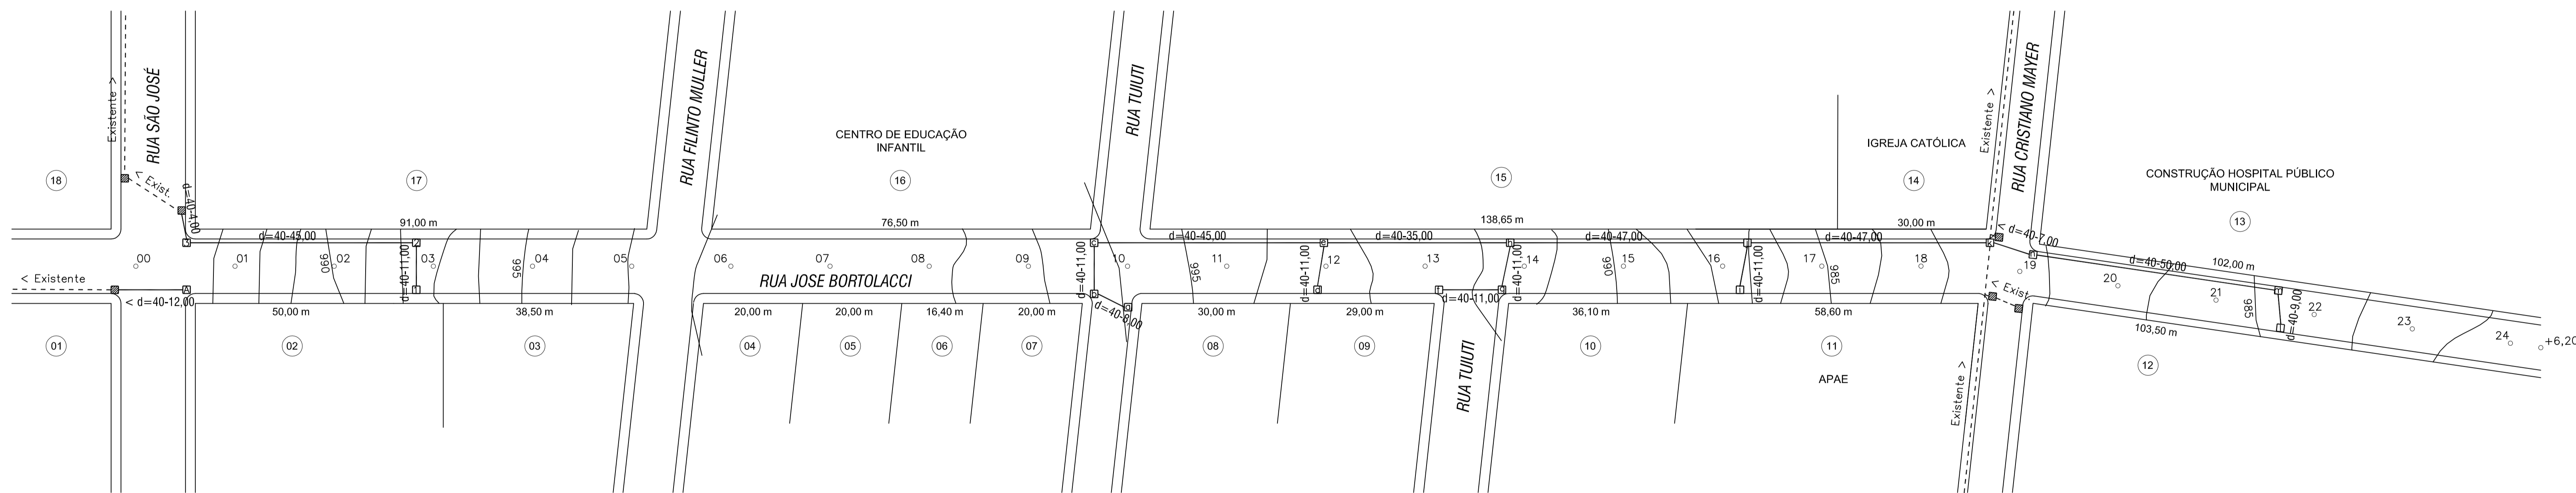 Existente >
RUA SÃO JOSÉ
< Exist.
d=40-4,00
18
17
91,00 m
d=40-45,00
2
3
d=40-11,00
1
< Existente
A
< d=40-12,00
00
01
02
03
04
05
990
995
50,00 m
38,50 m
01
02
03
RUA FILINTO MULLER
CENTRO DE EDUCAÇÃO
INFANTIL
16
76,50 m
06
07
08
09
10
RUA JOSE BORTOLACCI
20,00 m
20,00 m
16,40 m
20,00 m
04
05
06
07
RUA TUIUTI
d=40-11,00
c
b
a
d=40-8,00
15
138,65 m
d=40-45,00
e
d=40-35,00
h
d=40-47,00
j
d=40-47,00
995
11
12
13
14
15
16
17
18
990
985
d=40-11,00
d
f
d=40-11,00
g
d=40-11,00
i
d=40-11,00
30,00 m
29,00 m
36,10 m
58,60 m
08
09
10
11
APAE
RUA TUIUTI
IGREJA CATÓLICA
14
30,00 m
Existente >
RUA CRISTIANO MAYER
< d=40-7,00
n
19
< Exist.
Existente >
CONSTRUÇÃO HOSPITAL PÚBLICO
MUNICIPAL
13
d=40-50,00
102,00 m
20
21
22
23
24
+6,20
985
d=40-9,00
103,50 m
12